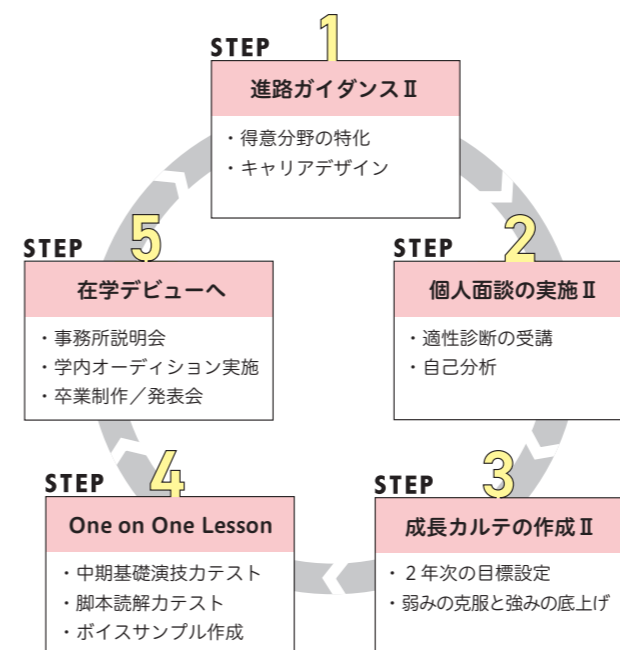 STEP 1
進路ガイダンスⅡ
・得意分野の特化
・キャリアデザイン
STEP 2
個人面談の実施Ⅱ
・適性診断の受講
・自己分析
STEP 3
成長カルテの作成Ⅱ
・２年次の目標設定
・弱みの克服と強みの底上げ
STEP 4
One on One Lesson
・中期基礎演技力テスト
・脚本読解力テスト
・ボイスサンプル作成
STEP 5
在学デビューへ
・事務所説明会
・学内オーディション実施
・卒業制作／発表会